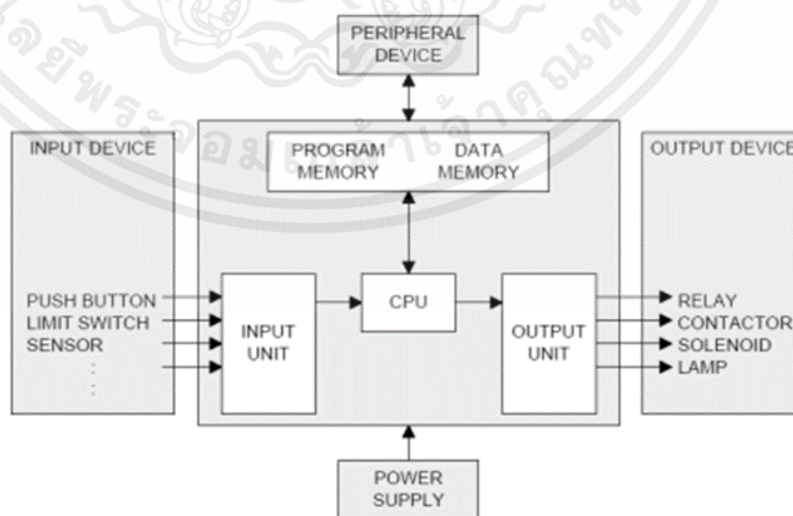 PERIPHERAL
DEVICE
INPUT DEVICE
PROGRAM
MEMORY
DATA
MEMORY
OUTPUT DEVICE
PUSH BUTTON
LIMIT SWITCH
SENSOR
INPUT
UNIT
CPU
OUTPUT
UNIT
RELAY
CONTACTOR
SOLENOID
LAMP
POWER
SUPPLY